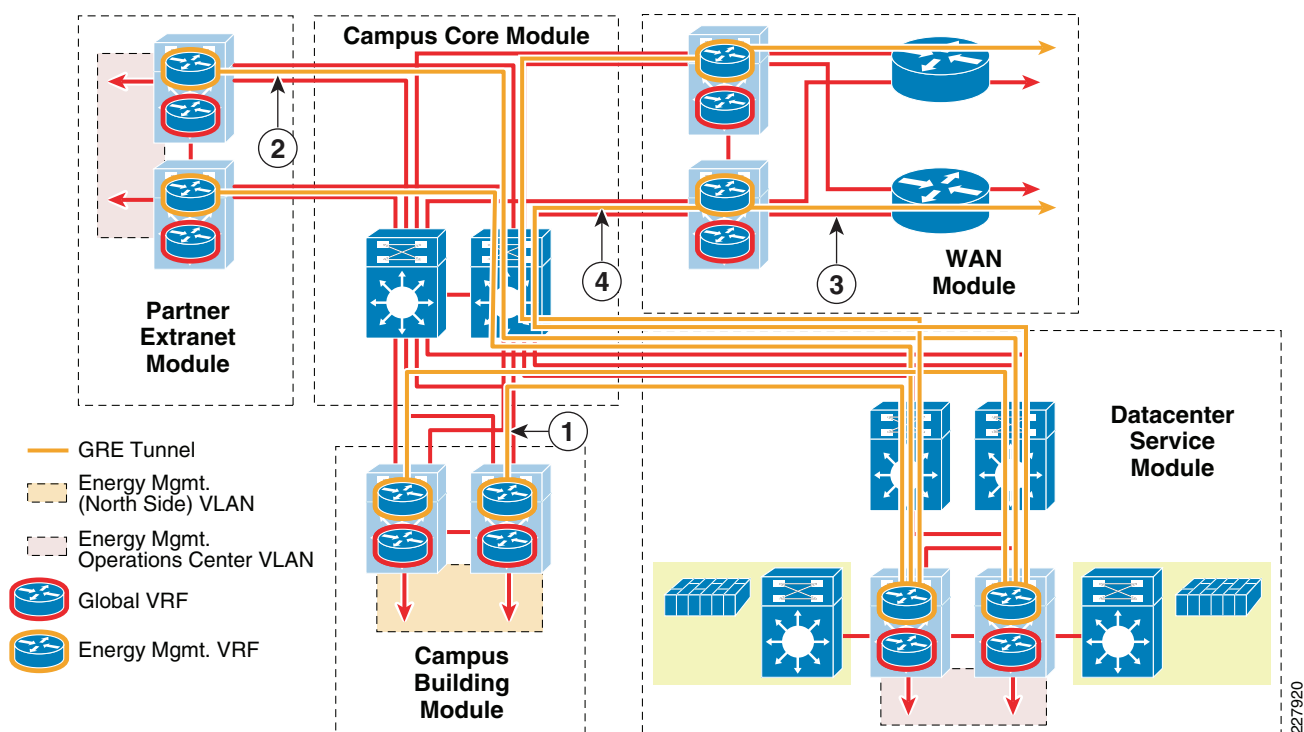 Campus Core Module
2
4
3
WAN
Module
Partner
Extranet
Module
1
Datacenter
Service
Module
GRE Tunnel
Energy Mgmt.
(North Side) VLAN
Energy Mgmt.
Operations Center VLAN
Global VRF
Energy Mgmt. VRF
Campus
Building
Module
227920